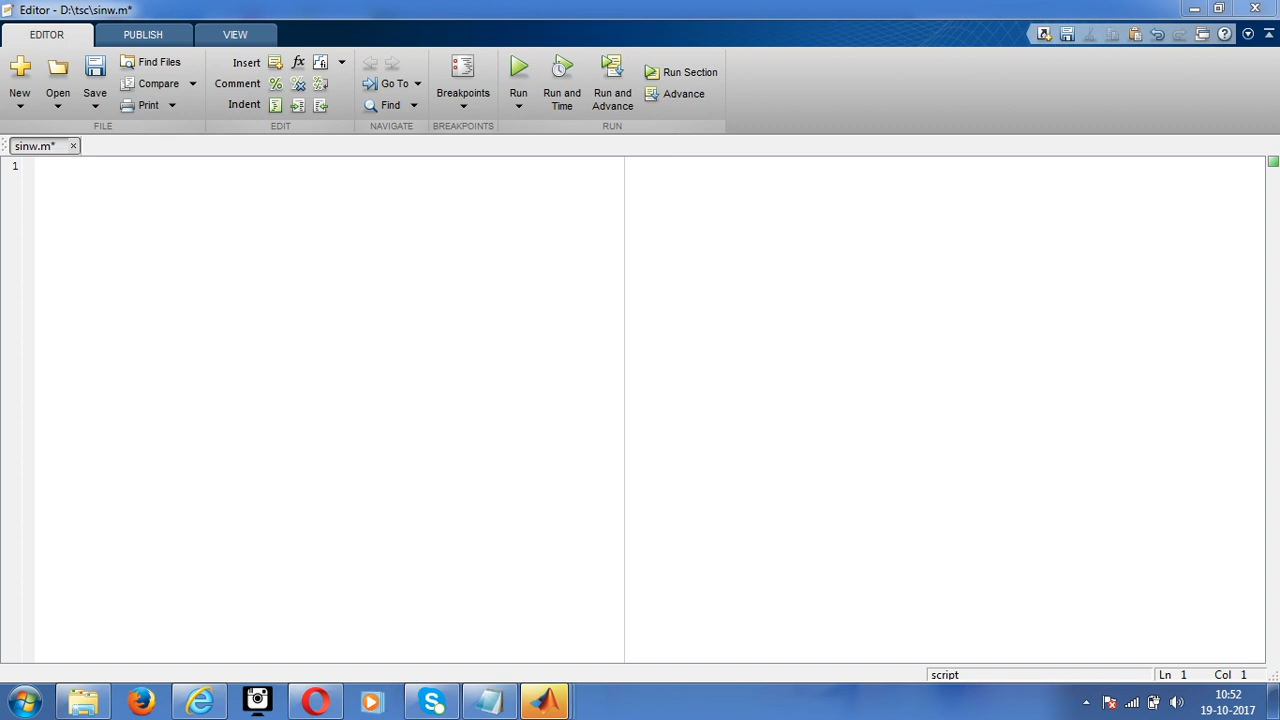 Editor - D:\tsc\sinw.m*
EDITOR PUBLISH VIEW
New Open Save Find Files Compare Print
FILE
Insert fx
Comment % %
Indent
EDIT
Go To
Find
NAVIGATE
Breakpoints
BREAKPOINTS
Run Run and Time Run and Advance Run Section Advance
RUN
sinw.m*
1
script Ln 1 Col 1
10:52
19-10-2017